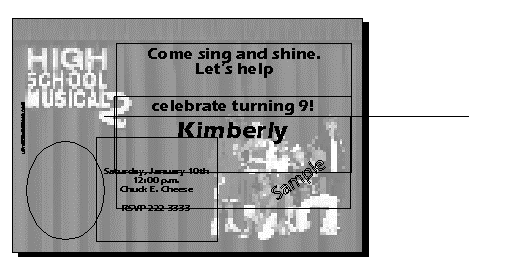 HIGH
SCHOOL
MUSICAL 2
Come sing and shine.
Let's help
celebrate turning 9!
Kimberly
Saturday, January 10th
12:00 p.m.
Chuck E. Cheese
RSVP 222-3333
Sample